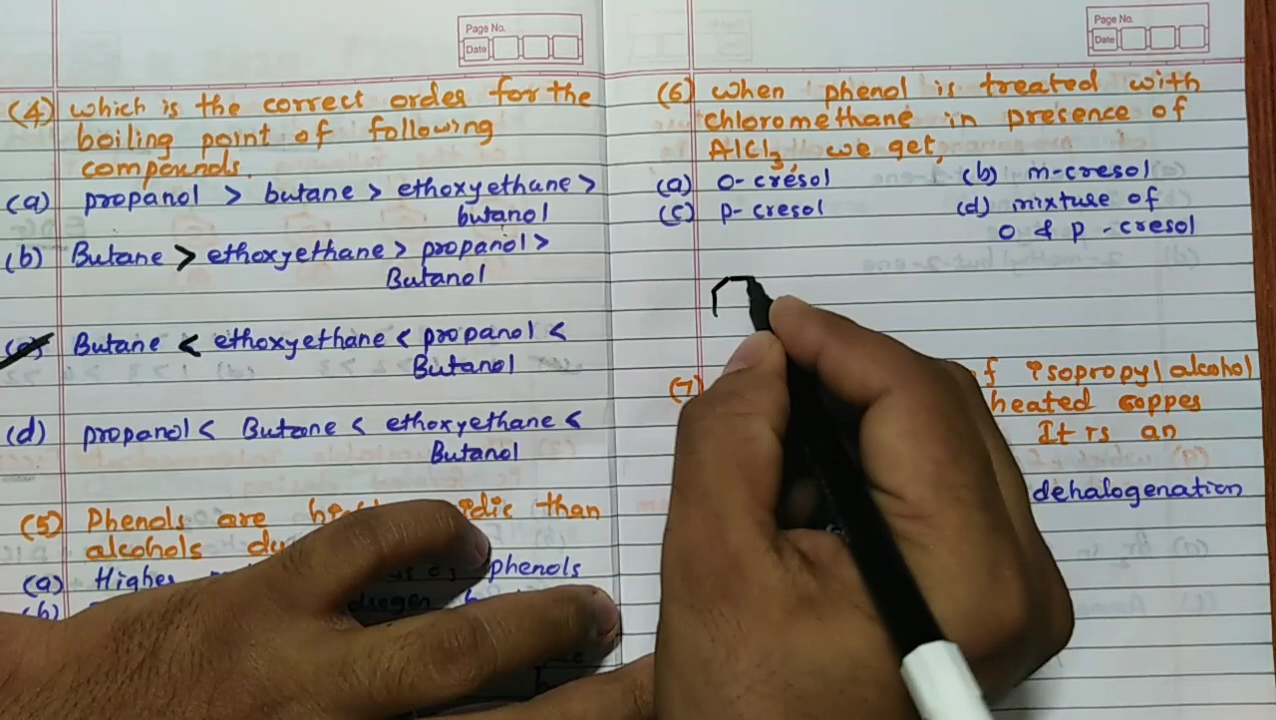 Page No.
Date
(4) which is the correct order for the
boiling point of following
compounds.
(a) propanol > butane > ethoxyethane >
butanol
(b) Butane > ethoxyethane > propanol >
Butanol
(c) Butane < ethoxyethane < propanol <
Butanol
(d) propanol < Butane < ethoxyethane <
Butanol
(5) Phenols are than
alcohols
(a) Higher phenols
(b)
Page No.
Date
(6) when phenol is treated with
chloromethane in presence of
AlCl3, we get,
(a) o-cresol (b) m-cresol
(c) p-cresol (d) mixture of
o & p-cresol
(7) of isopropyl alcohol
heated copper
It is an
dehalogenation